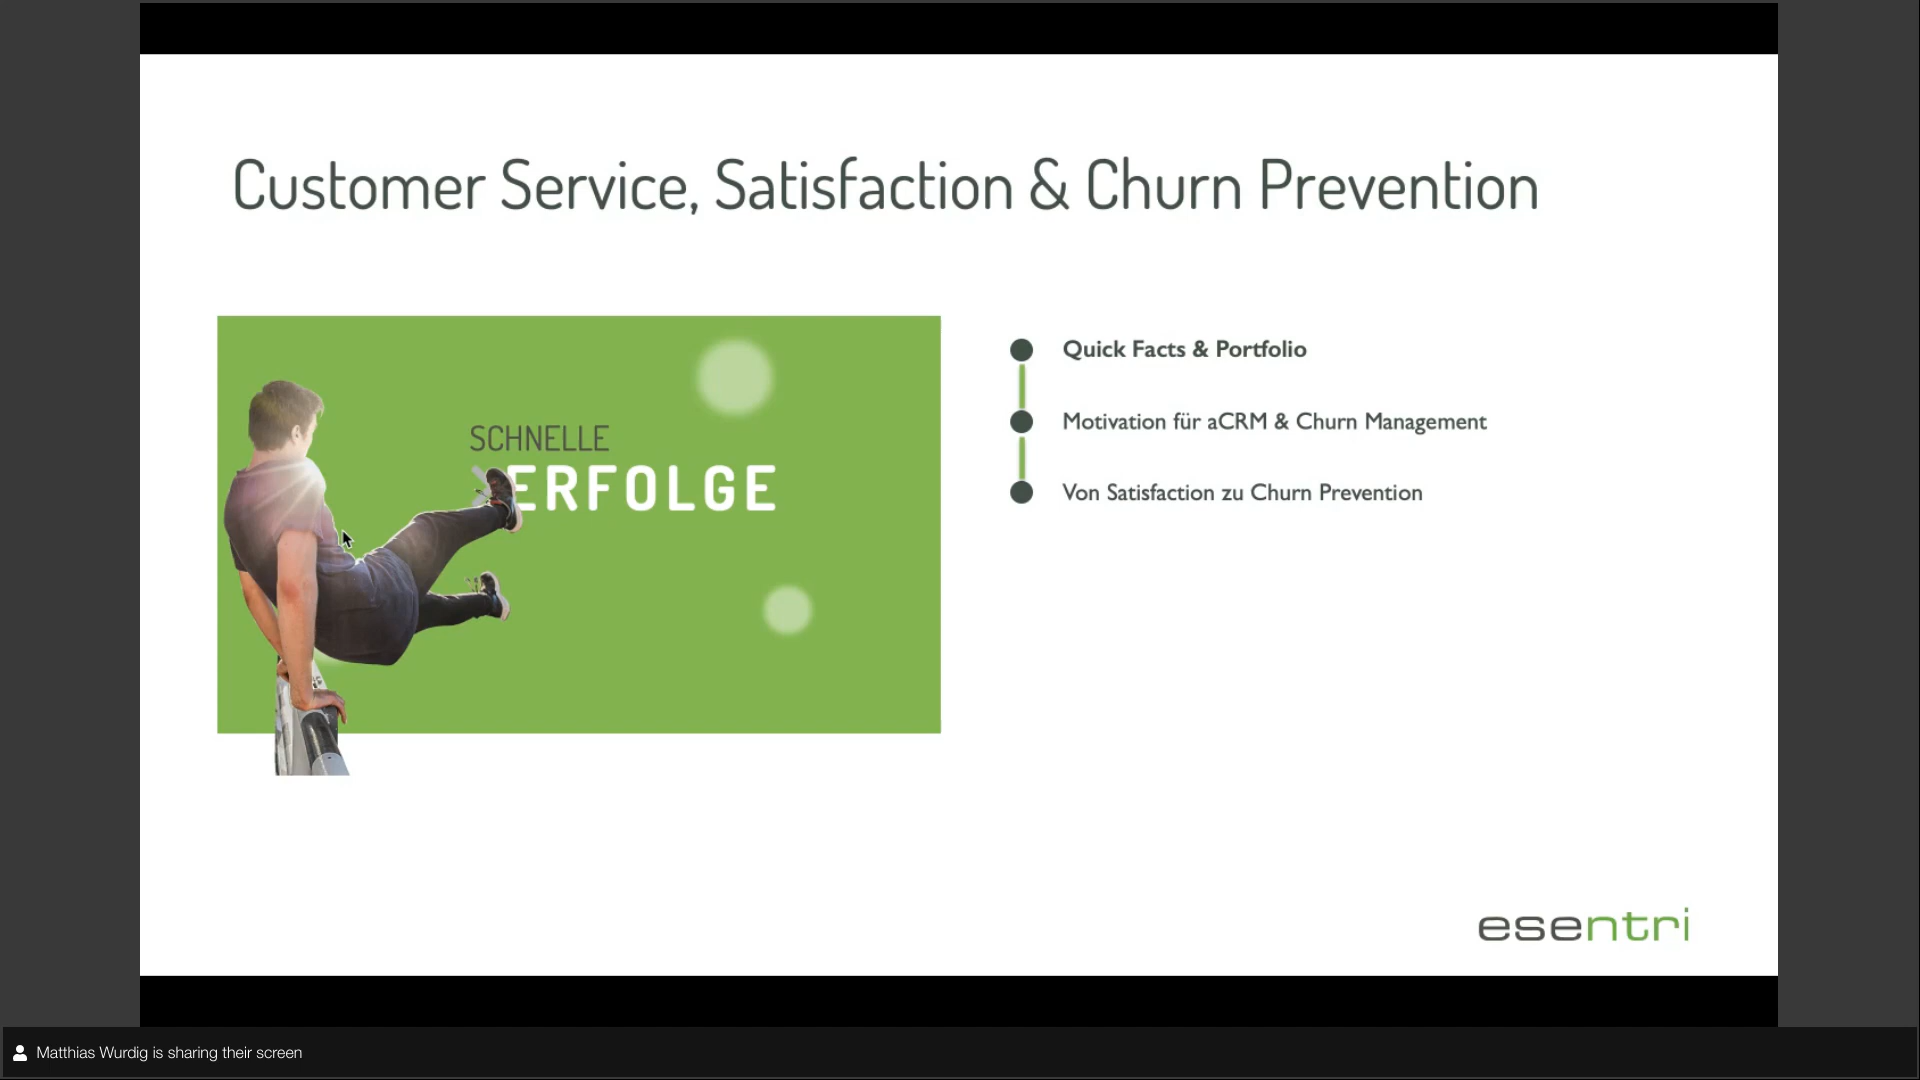 Customer Service, Satisfaction & Churn Prevention
SCHNELLE
ERFOLGE
Quick Facts & Portfolio
Motivation für aCRM & Churn Management
Von Satisfaction zu Churn Prevention
esentri
Matthias Wurdig is sharing their screen